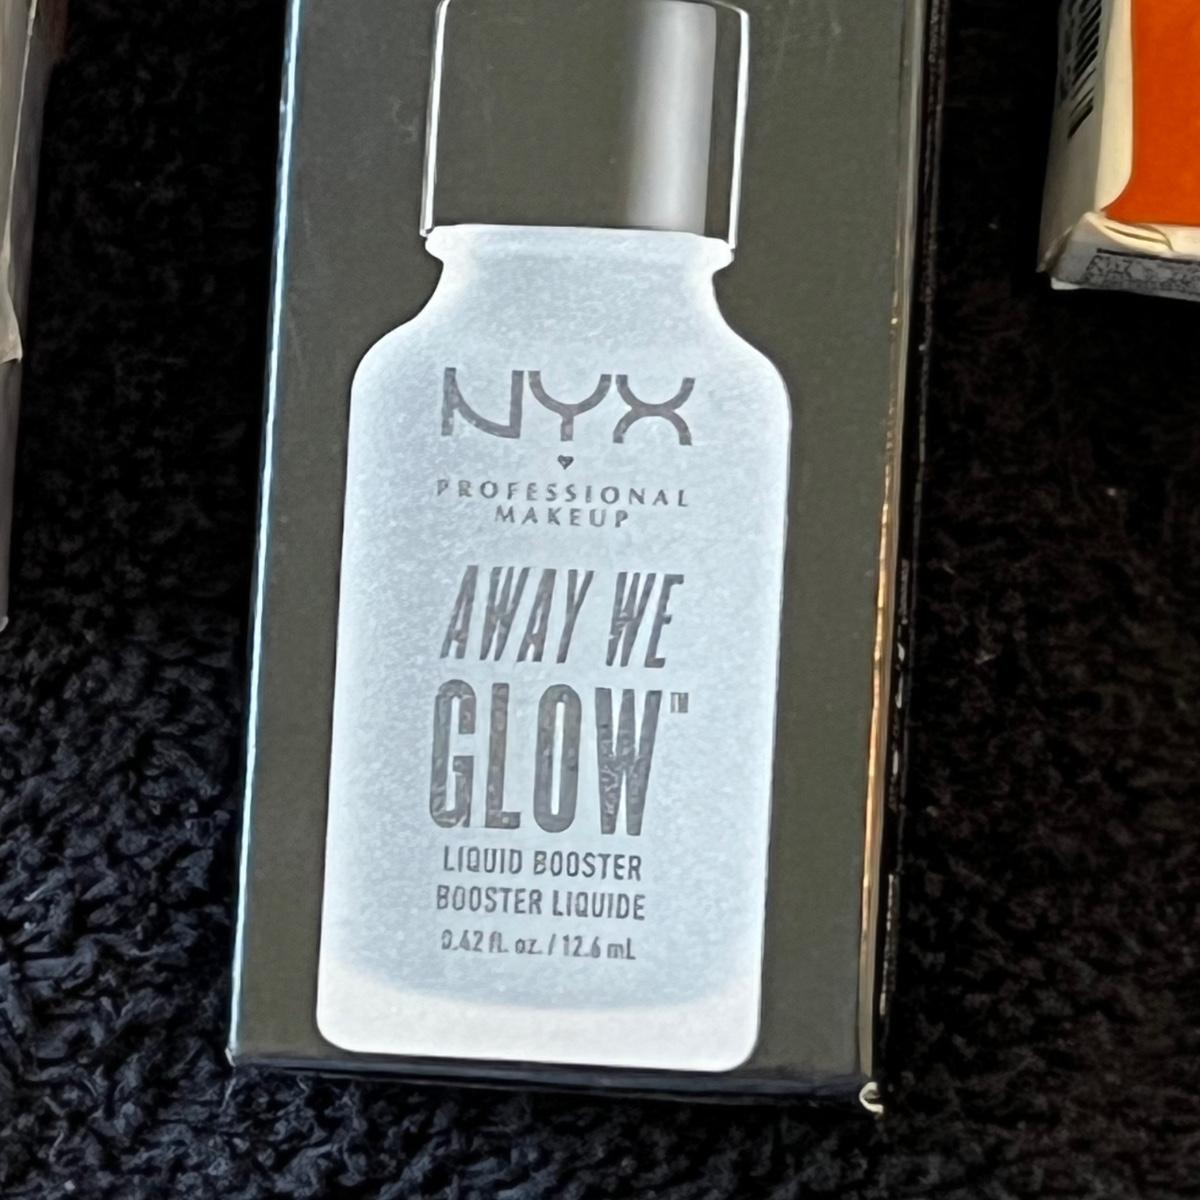 NYX
PROFESSIONAL
MAKEUP
AWAY WE
GLOW™
LIQUID BOOSTER
BOOSTER LIQUIDE
0.42 fl. oz. / 12.6 mL